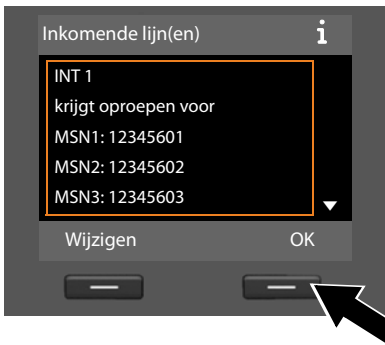 Inkomende lijn(en) i
INT 1
krijgt oproepen voor
MSN1: 12345601
MSN2: 12345602
MSN3: 12345603
Wijzigen OK